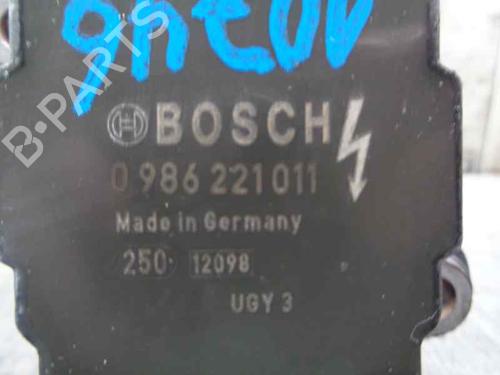 BOSCH
0 986 221 011
Made in Germany
250 12098
UGY 3
B-PARTS